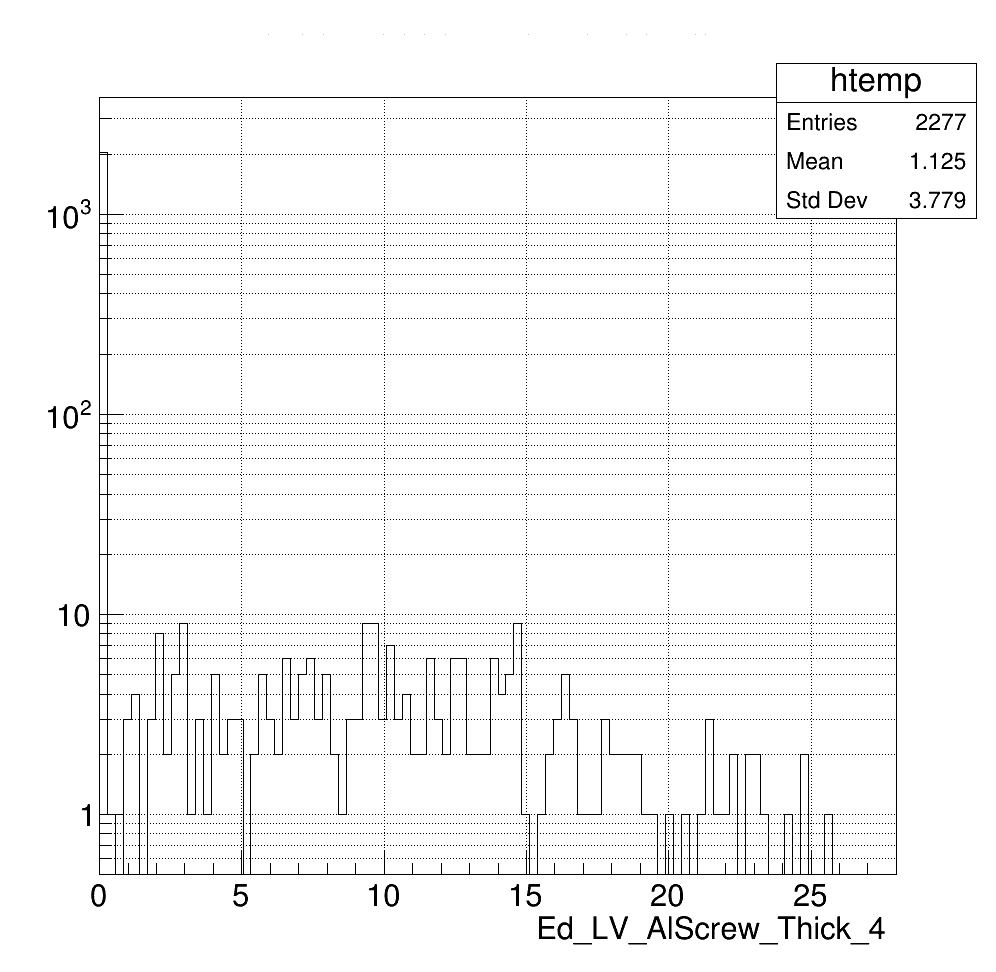 htemp
Entries 2277
Mean 1.125
Std Dev 3.779
10³
10²
10
1
0 5 10 15 20 25
Ed_LV_AlScrew_Thick_4